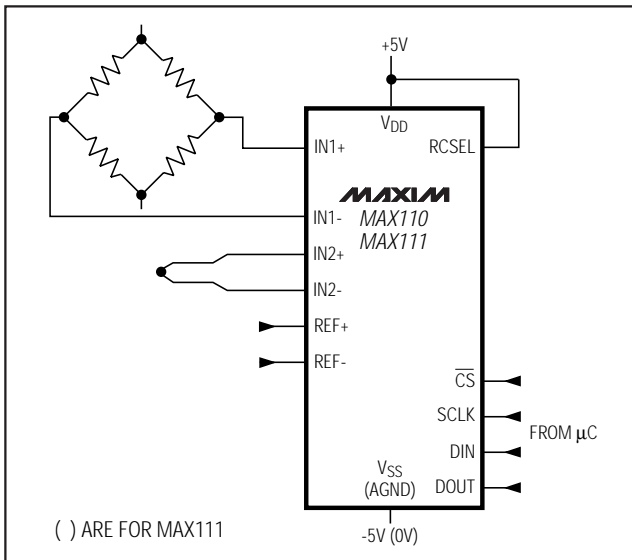 +5V
VDD
RCSEL
IN1+
MAXIM
MAX110
MAX111
IN1-
IN2+
IN2-
REF+
REF-
CS
SCLK
FROM µC
DIN
VSS
(AGND)
DOUT
( ) ARE FOR MAX111
-5V (0V)